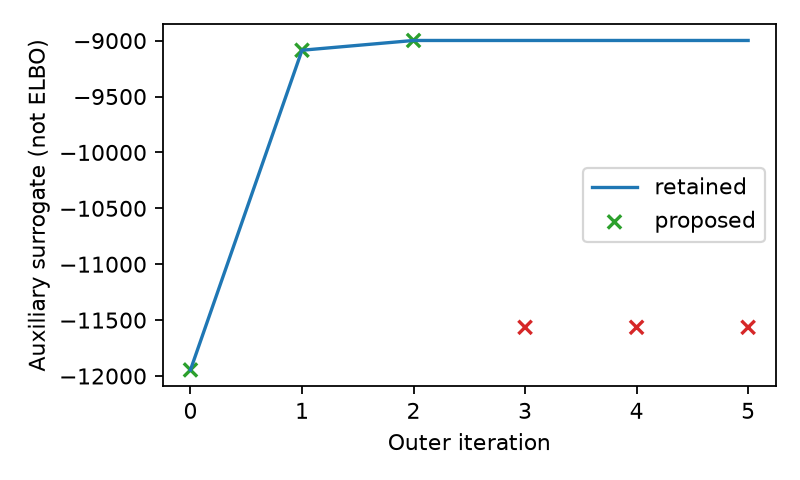 Auxiliary surrogate (not ELBO)
−9000
−9500
−10000
−10500
−11000
−11500
−12000
retained
proposed
0 1 2 3 4 5
Outer iteration